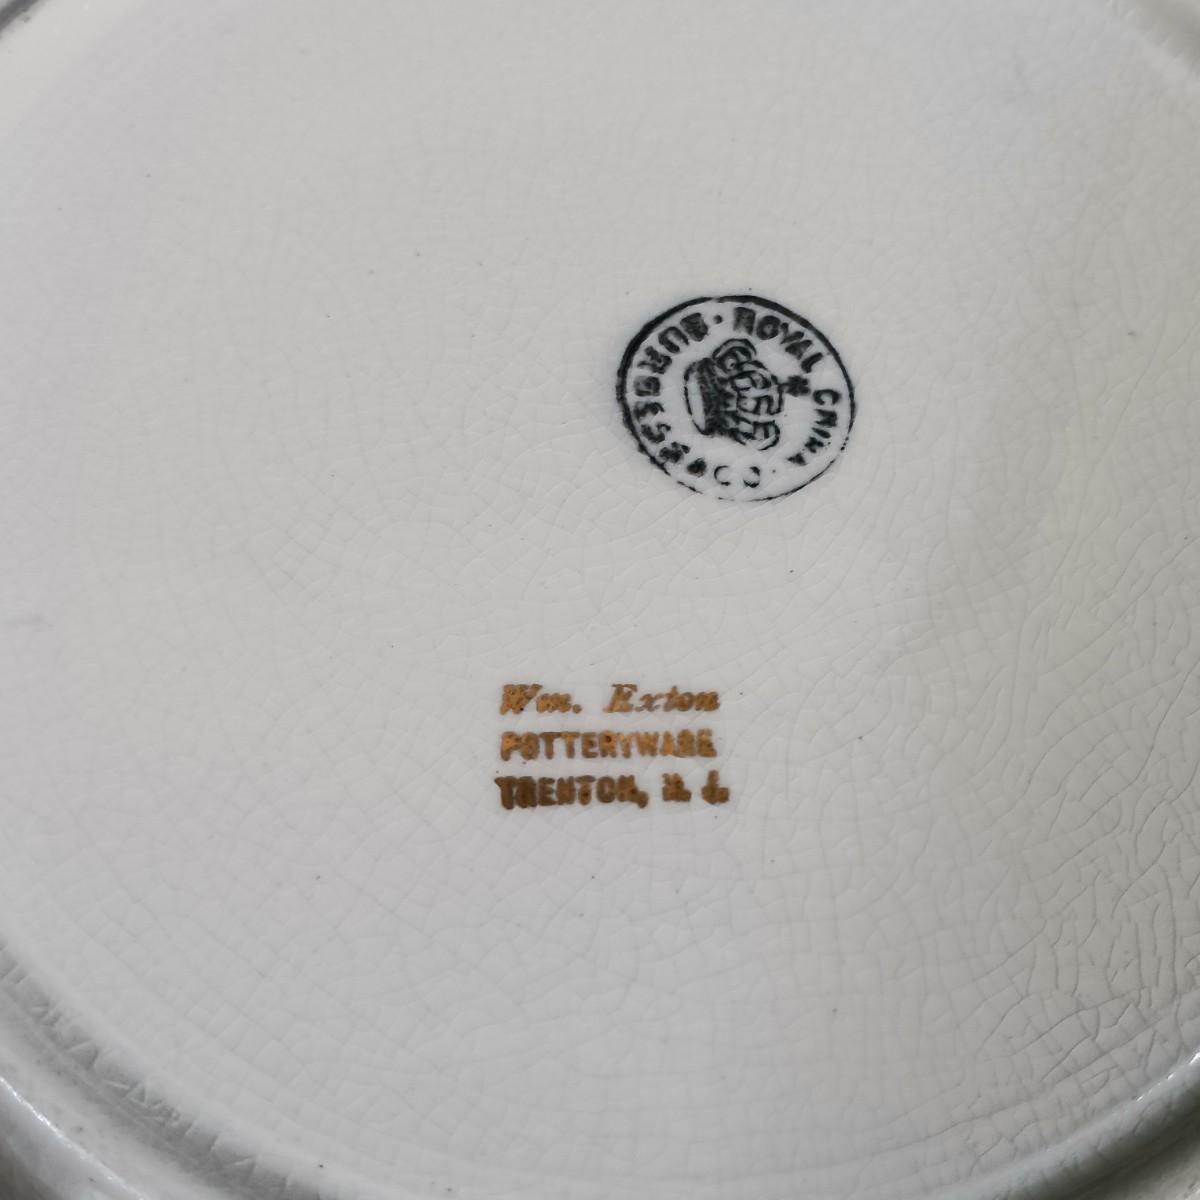 ROYAL CHINA
BURGESS & CO
Wm. Exton
POTTERYWARE
TRENTON, N. J.